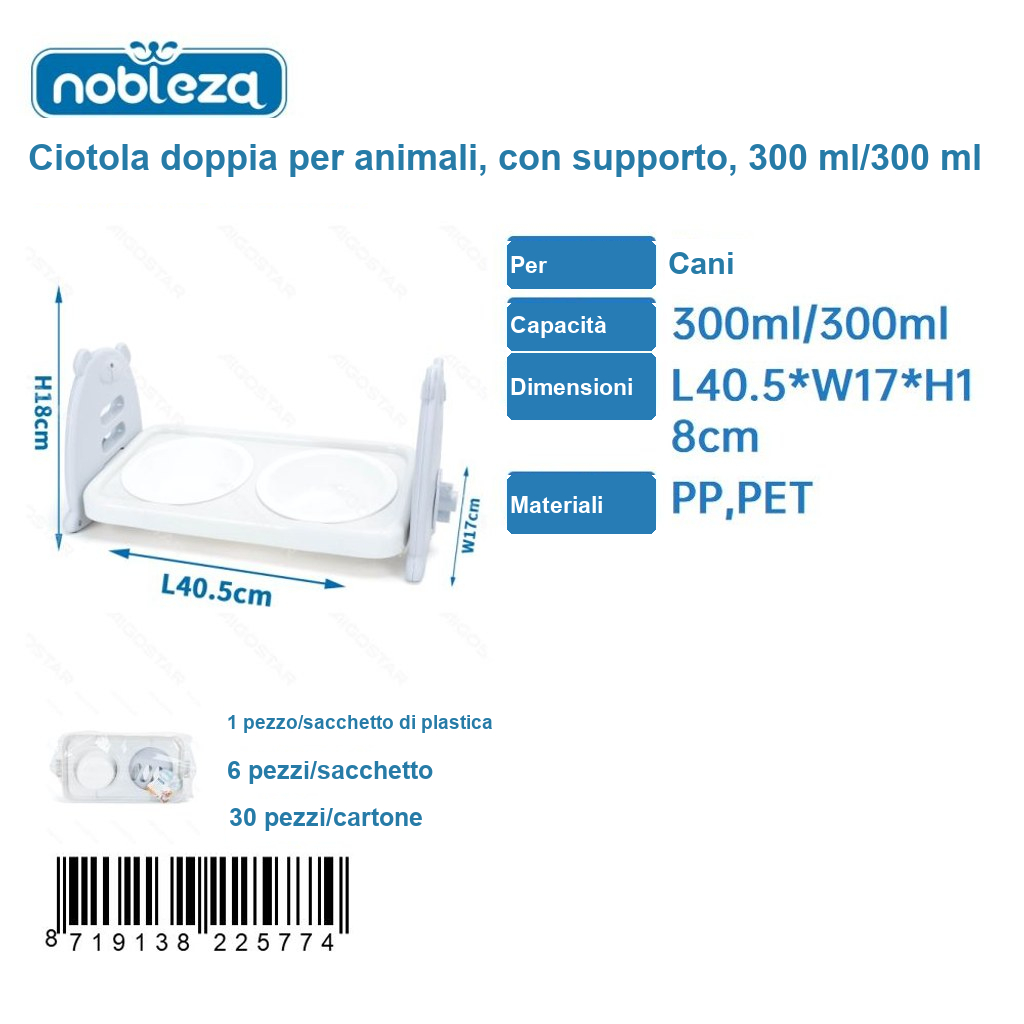 nobleza
Ciotola doppia per animali, con supporto, 300 ml/300 ml
Per
Cani
Capacità
300ml/300ml
Dimensioni
L40.5*W17*H1
8cm
Materiali
PP,PET
H18cm
W17cm
L40.5cm
AIGOSTAR
1 pezzo/sacchetto di plastica
6 pezzi/sacchetto
30 pezzi/cartone
8 719138 225774